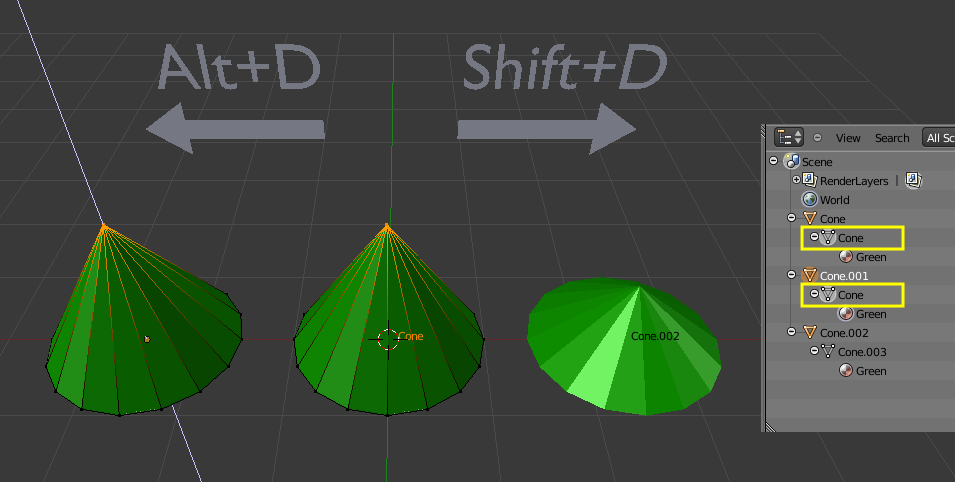 Alt+D
Shift+D
View Search All Sc
Scene
RenderLayers |
World
Cone
Cone
Green
Cone.001
Cone
Green
Cone.002
Cone.003
Green
Cone
Cone.002